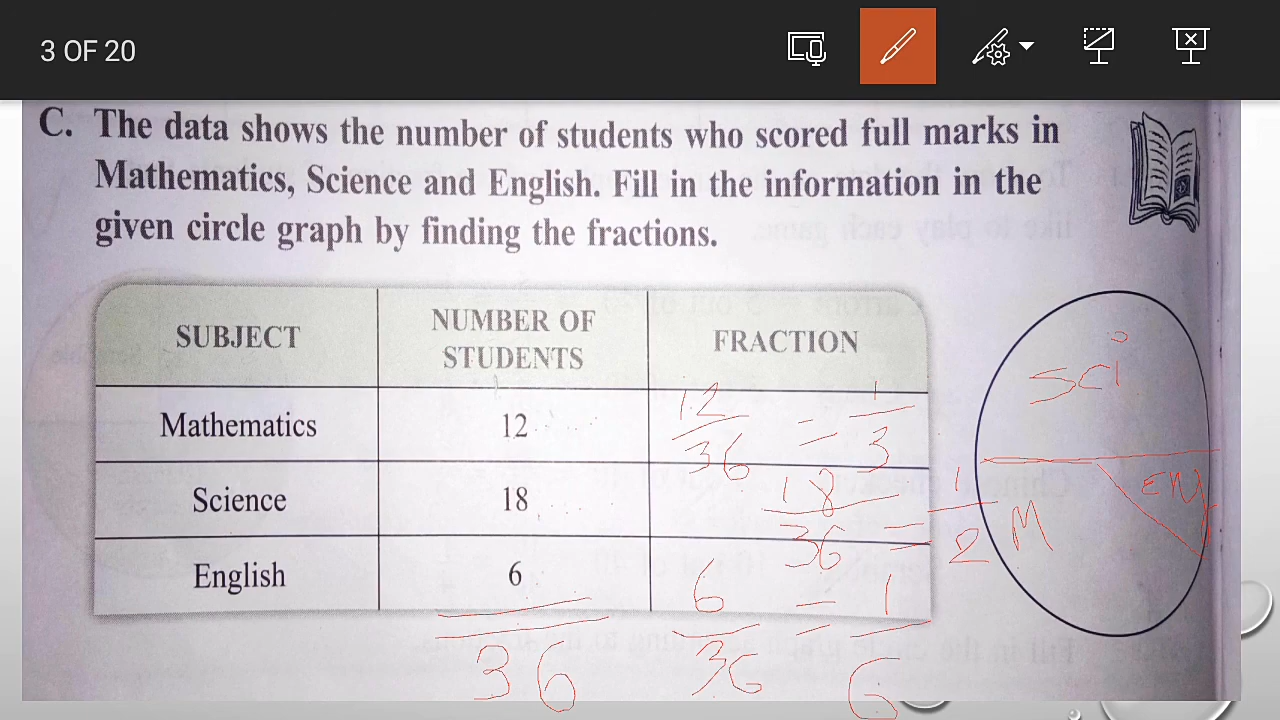 3 OF 20
C. The data shows the number of students who scored full marks in
Mathematics, Science and English. Fill in the information in the
given circle graph by finding the fractions.
SUBJECT NUMBER OF STUDENTS FRACTION
Mathematics 12 12/36 = 1/3
Science 18 18/36 = 1/2
English 6 6/36 = 1/6
36
Sci
M Eng